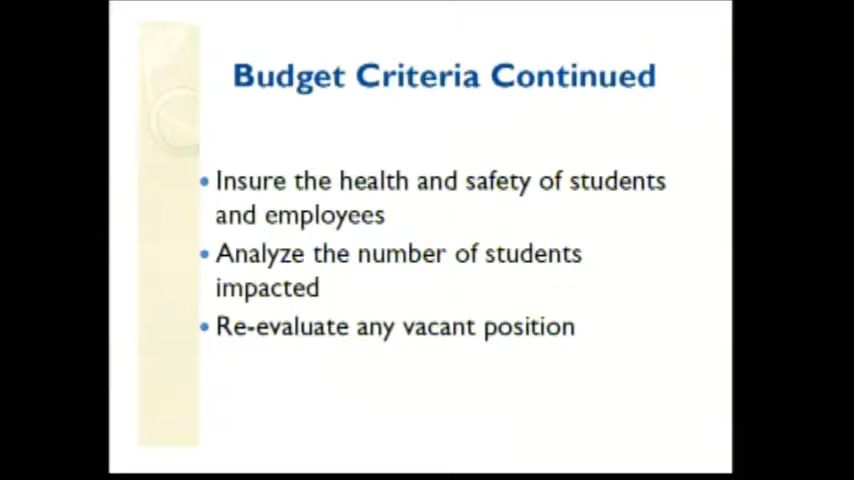 Budget Criteria Continued
• Insure the health and safety of students
and employees
• Analyze the number of students
impacted
• Re-evaluate any vacant position